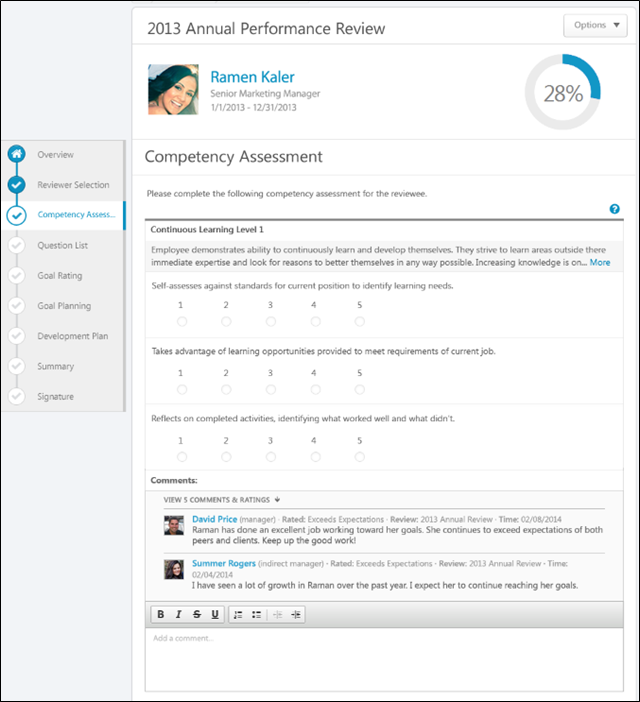 2013 Annual Performance Review
Options
Ramen Kaler
Senior Marketing Manager
1/1/2013 - 12/31/2013
28%
Overview
Reviewer Selection
Competency Assess...
Question List
Goal Rating
Goal Planning
Development Plan
Summary
Signature
Competency Assessment
Please complete the following competency assessment for the reviewee.
?
Continuous Learning Level 1
Employee demonstrates ability to continuously learn and develop themselves. They strive to learn areas outside there
immediate expertise and look for reasons to better themselves in any way possible. Increasing knowledge is on... More
Self-assesses against standards for current position to identify learning needs.
1 2 3 4 5
Takes advantage of learning opportunities provided to meet requirements of current job.
1 2 3 4 5
Reflects on completed activities, identifying what worked well and what didn't.
1 2 3 4 5
Comments:
VIEW 5 COMMENTS & RATINGS
David Price (manager) · Rated: Exceeds Expectations · Review: 2013 Annual Review · Time: 02/08/2014
Raman has done an excellent job working toward her goals. She continues to exceed expectations of both
peers and clients. Keep up the good work!
Summer Rogers (indirect manager) · Rated: Exceeds Expectations · Review: 2013 Annual Review · Time:
02/04/2014
I have seen a lot of growth in Raman over the past year. I expect her to continue reaching her goals.
B I S U
Add a comment...